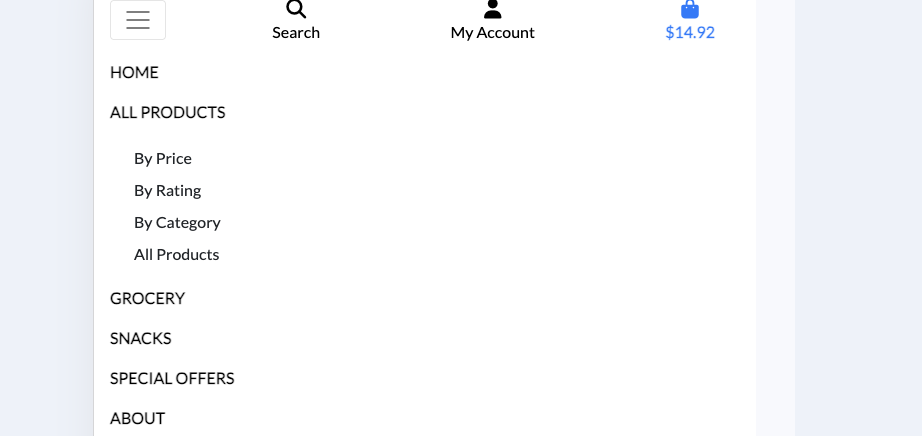 Search My Account $14.92
HOME
ALL PRODUCTS
By Price
By Rating
By Category
All Products
GROCERY
SNACKS
SPECIAL OFFERS
ABOUT